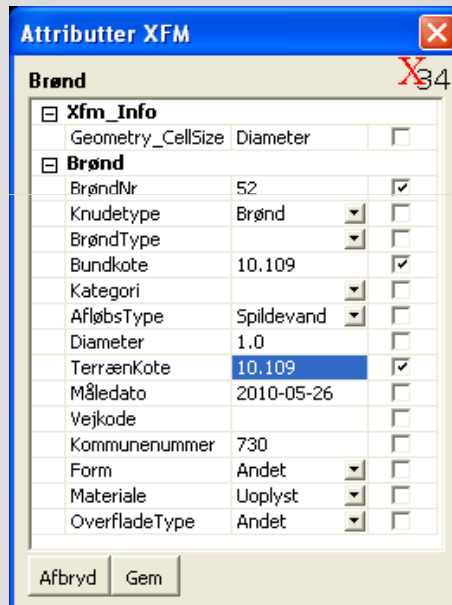 Attributter XFM
Brønd
X34
Xfm_Info
Geometry_CellSize Diameter
Brønd
BrøndNr 52
Knudetype Brønd
BrøndType
Bundkote 10.109
Kategori
AfløbsType Spildevand
Diameter 1.0
TerrænKote 10.109
Måledato 2010-05-26
Vejkode
Kommunenummer 730
Form Andet
Materiale Uoplyst
OverfladeType Andet
Afbryd Gem